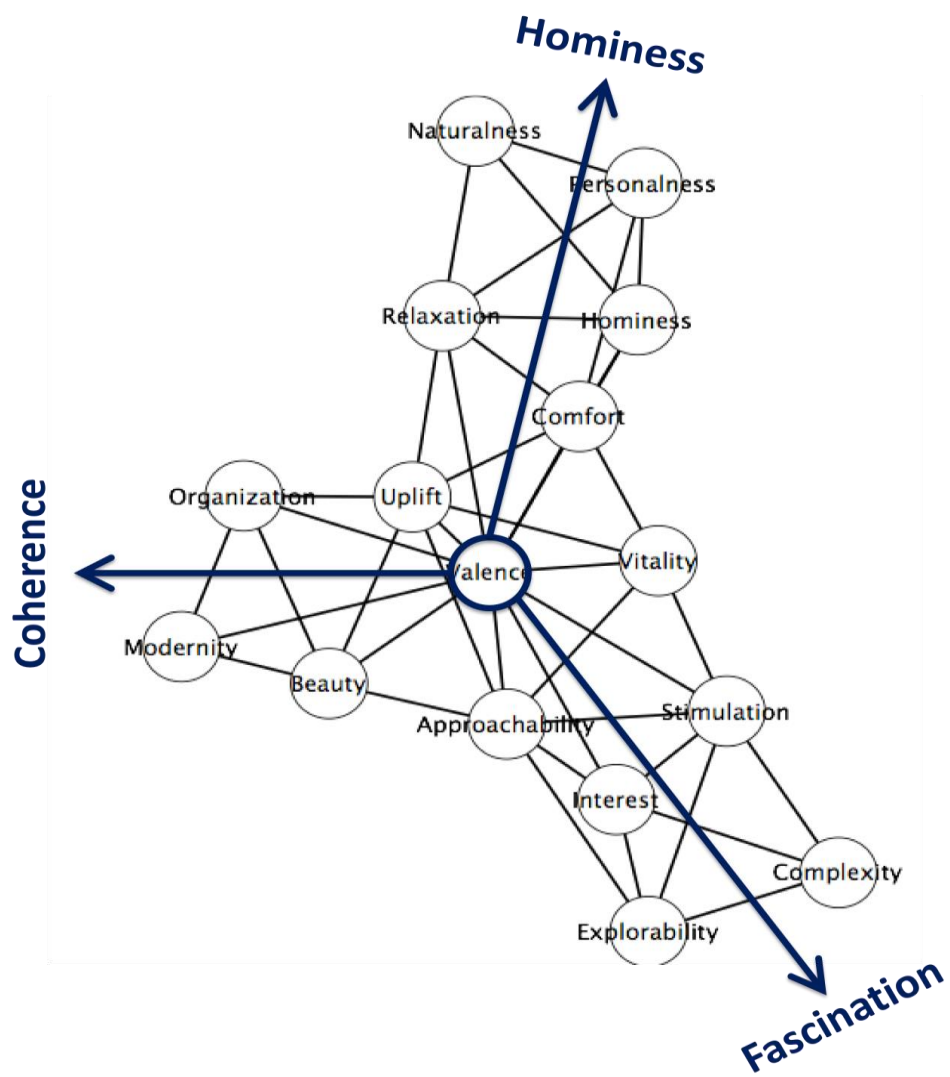 Hominess
Naturalness
Personalness
Relaxation
Hominess
Comfort
Organization
Uplift
Coherence
Valence
Vitality
Modernity
Beauty
Approachability
Stimulation
Interest
Complexity
Explorability
Fascination